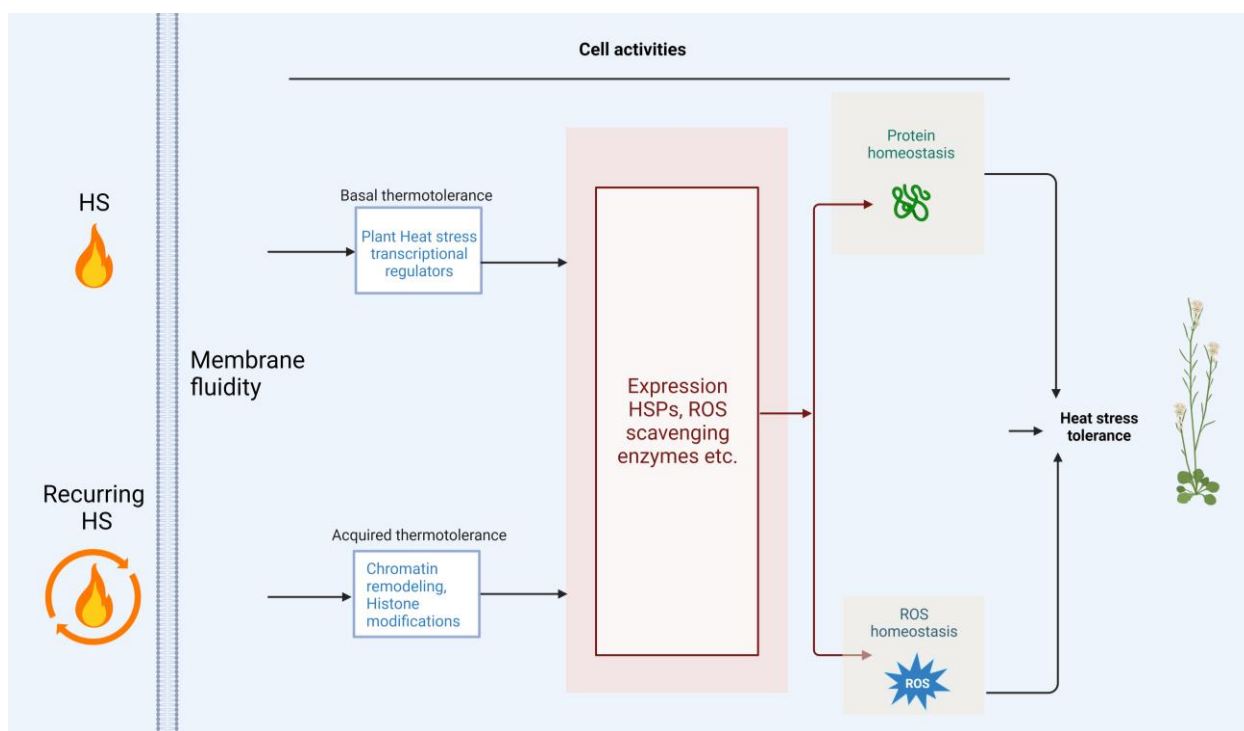 Cell activities
HS
Recurring
HS
Membrane
fluidity
Basal thermotolerance
Plant Heat stress
transcriptional
regulators
Acquired thermotolerance
Chromatin
remodeling,
Histone
modifications
Expression
HSPs, ROS
scavenging
enzymes etc.
Protein
homeostasis
ROS
homeostasis
ROS
Heat stress
tolerance